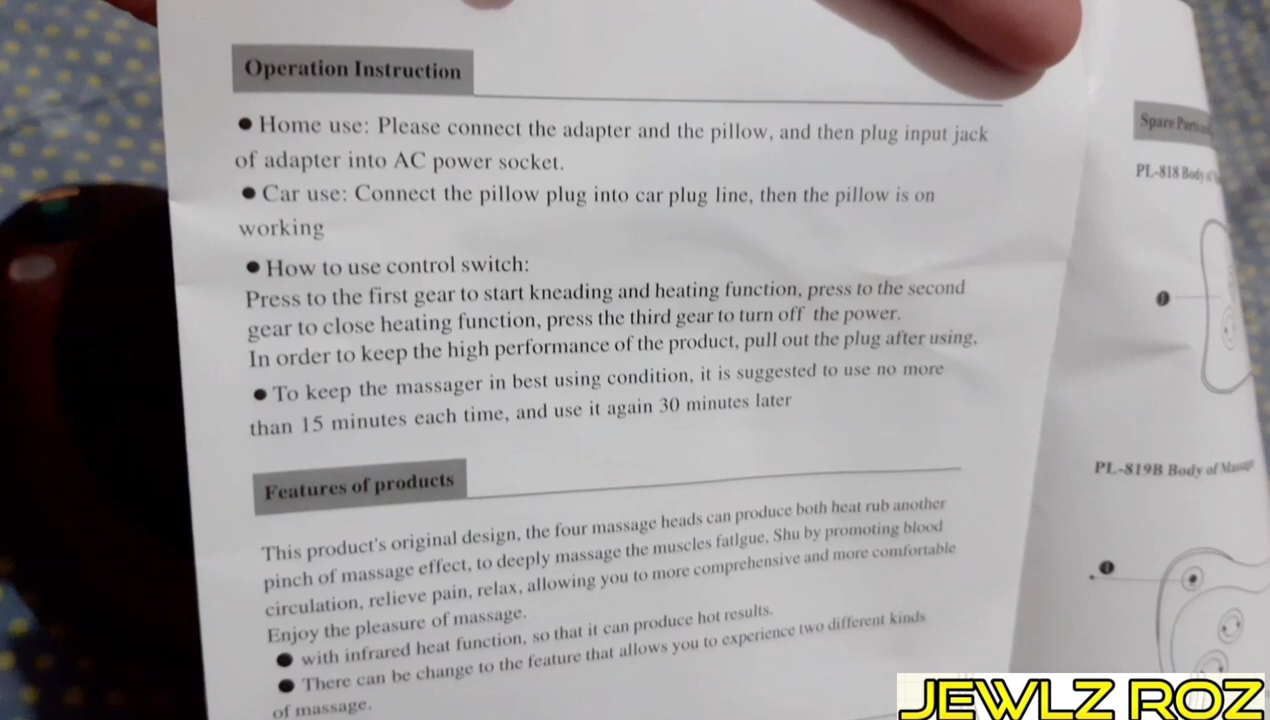 Operation Instruction
● Home use: Please connect the adapter and the pillow, and then plug input jack
of adapter into AC power socket.
● Car use: Connect the pillow plug into car plug line, then the pillow is on
working
● How to use control switch:
Press to the first gear to start kneading and heating function, press to the second
gear to close heating function, press the third gear to turn off the power.
In order to keep the high performance of the product, pull out the plug after using,
● To keep the massager in best using condition, it is suggested to use no more
than 15 minutes each time, and use it again 30 minutes later
Features of products
This product's original design, the four massage heads can produce both heat rub another
pinch of massage effect, to deeply massage the muscles fatlgue, Shu by promoting blood
circulation, relieve pain, relax, allowing you to more comprehensive and more comfortable
Enjoy the pleasure of massage.
● with infrared heat function, so that it can produce hot results.
● There can be change to the feature that allows you to experience two different kinds
of massage.
Spare Parts
PL-818 Body of
PL-819B Body of Massage
JEWLZ ROZ